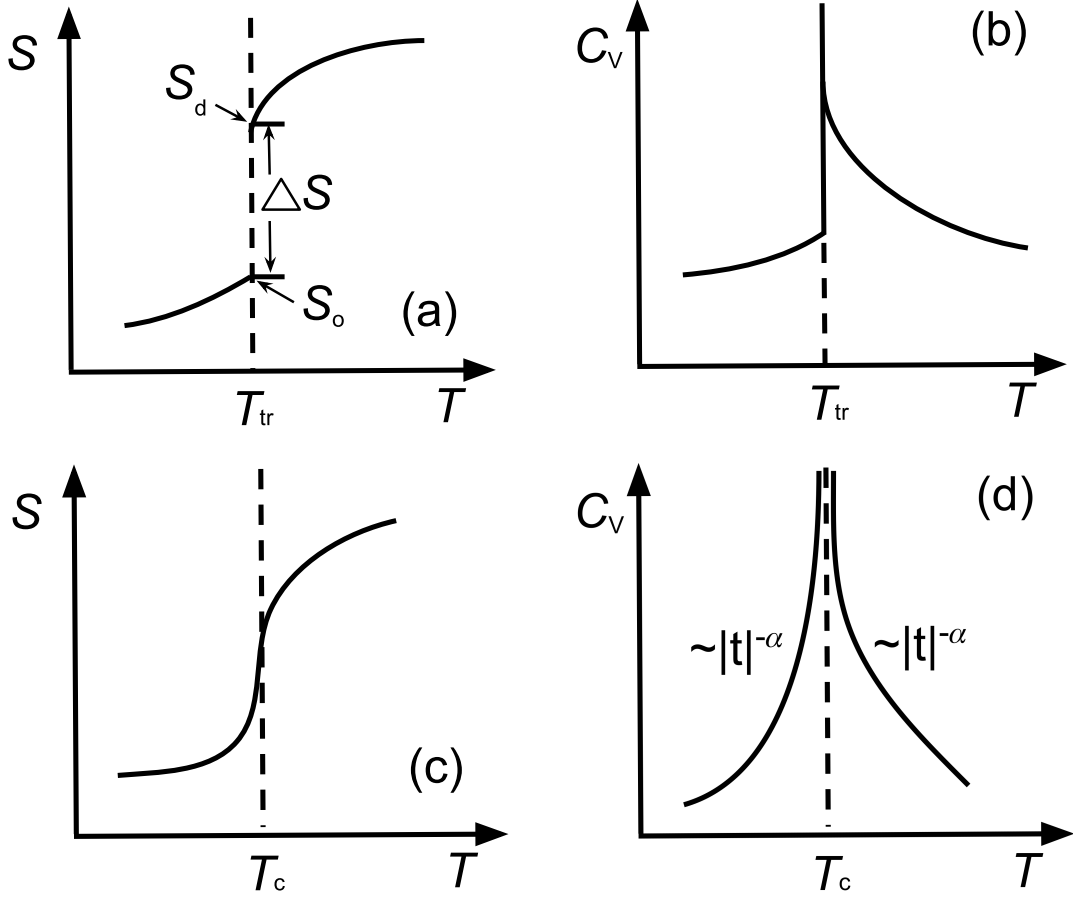 S
S_d
△S
S_o
(a)
T_tr
T
C_V
(b)
T_tr
T
S
(c)
T_c
T
C_V
(d)
~|t|^-α
~|t|^-α
T_c
T